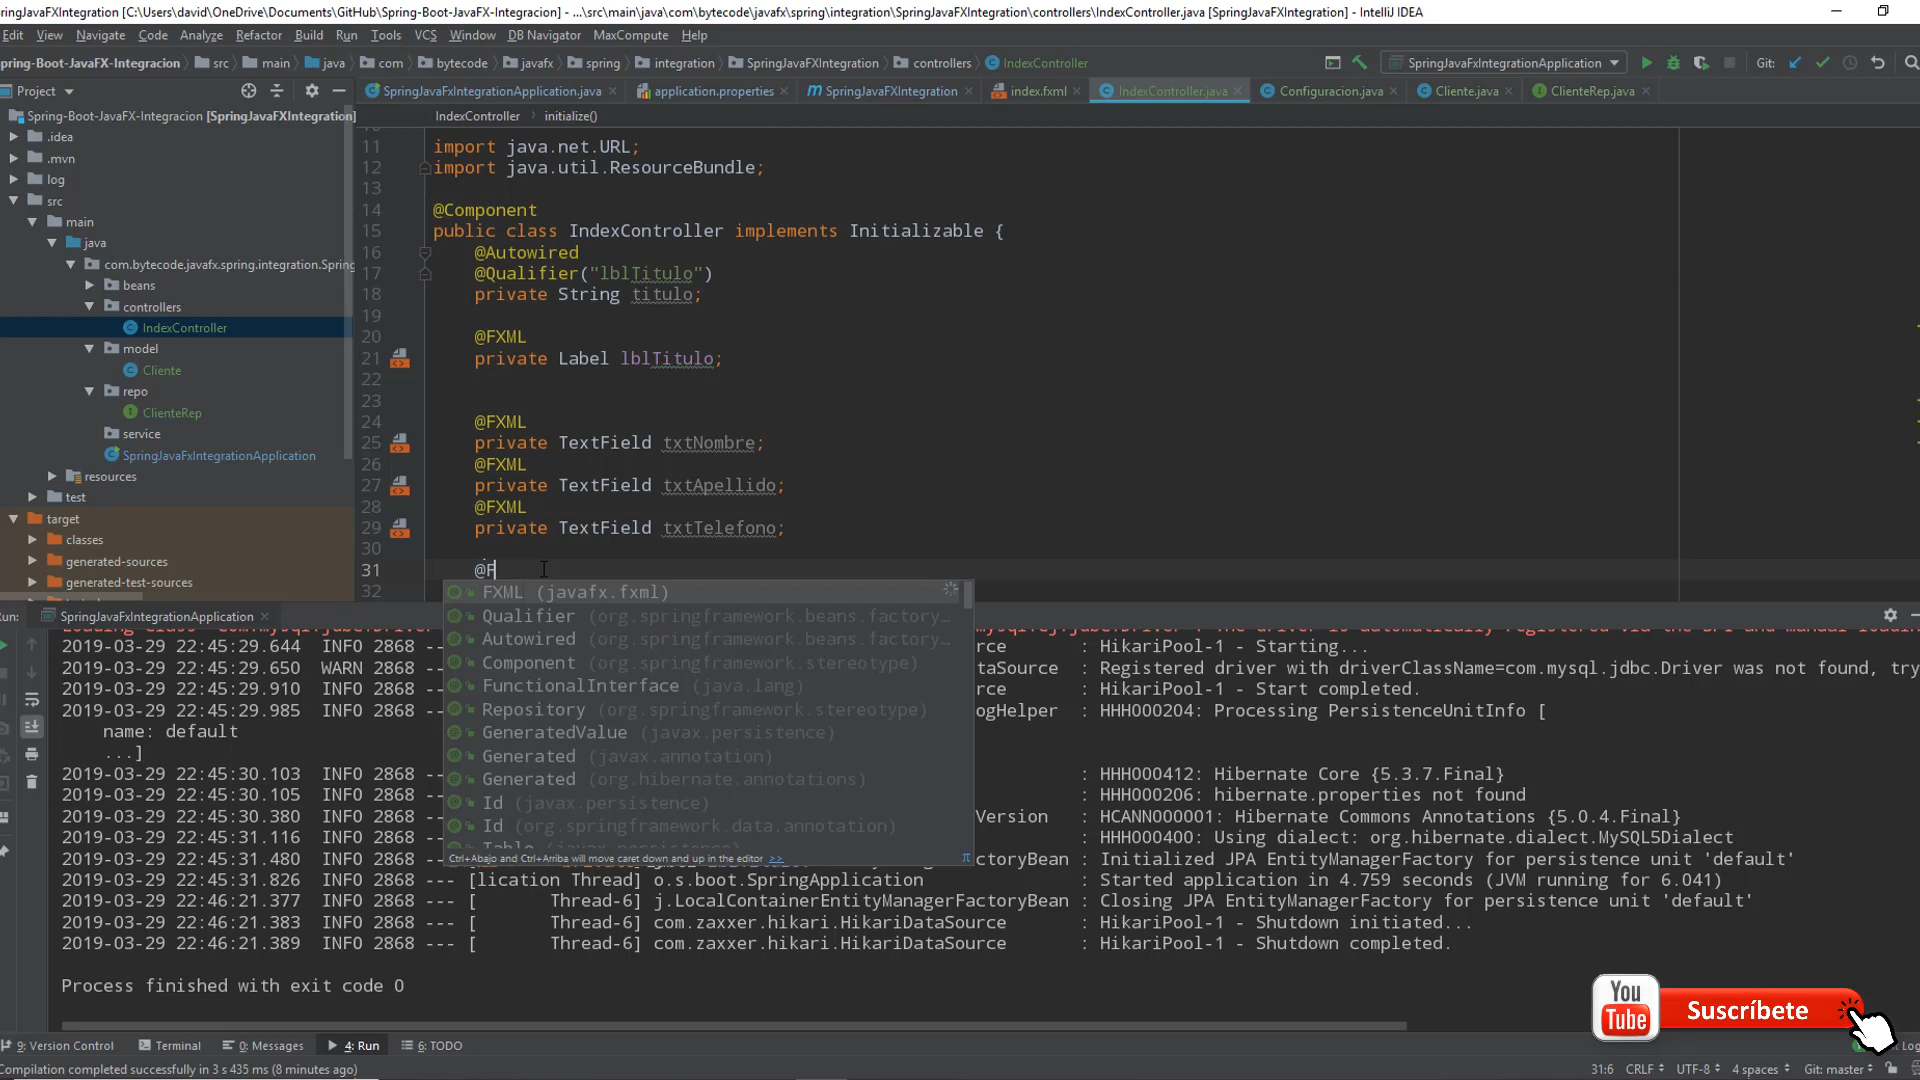 SpringJavaFXIntegration [C:\Users\david\OneDrive\Documents\GitHub\Spring-Boot-JavaFX-Integracion] - ...\src\main\java\com\bytecode\javafx\spring\integration\SpringJavaFXIntegration\controllers\IndexController.java [SpringJavaFXIntegration] - IntelliJ IDEA
Edit View Navigate Code Analyze Refactor Build Run Tools VCS Window DB Navigator MaxCompute Help
pring-Boot-JavaFX-Integracion src main java com bytecode javafx spring integration SpringJavaFXIntegration controllers IndexController SpringJavaFxIntegrationApplication Git:
Project SpringJavaFXIntegrationApplication.java application.properties SpringJavaFXIntegration index.fxml IndexController.java Configuracion.java Cliente.java ClienteRep.java
Spring-Boot-JavaFX-Integracion [SpringJavaFXIntegration]
.idea
.mvn
log
src
main
java
com.bytecode.javafx.spring.integration.Spring
beans
controllers
IndexController
model
Cliente
repo
ClienteRep
service
SpringJavaFxIntegrationApplication
resources
test
target
classes
generated-sources
generated-test-sources
IndexController initialize()
11 import java.net.URL;
12 import java.util.ResourceBundle;
13
14 @Component
15 public class IndexController implements Initializable {
16 @Autowired
17 @Qualifier("lblTitulo")
18 private String titulo;
19
20 @FXML
21 private Label lblTitulo;
22
23
24 @FXML
25 private TextField txtNombre;
26 @FXML
27 private TextField txtApellido;
28 @FXML
29 private TextField txtTelefono;
30
31 @F
32
FXML (javafx.fxml)
Qualifier (org.springframework.beans.factory...
Autowired (org.springframework.beans.factory...
Component (org.springframework.stereotype)
FunctionalInterface (java.lang)
Repository (org.springframework.stereotype)
GeneratedValue (javax.persistence)
Generated (javax.annotation)
Generated (org.hibernate.annotations)
Id (javax.persistence)
Id (org.springframework.data.annotation)
Table (javax.persistence)
Ctrl+Abajo and Ctrl+Arriba will move caret down and up in the editor >> π
Run: SpringJavaFxIntegrationApplication
2019-03-29 22:45:29.644 INFO 2868 -- rce : HikariPool-1 - Starting...
2019-03-29 22:45:29.650 WARN 2868 -- taSource : Registered driver with driverClassName=com.mysql.jdbc.Driver was not found, try
2019-03-29 22:45:29.910 INFO 2868 -- rce : HikariPool-1 - Start completed.
2019-03-29 22:45:29.985 INFO 2868 -- ogHelper : HHH000204: Processing PersistenceUnitInfo [
name: default
...]
2019-03-29 22:45:30.103 INFO 2868 -- : HHH000412: Hibernate Core {5.3.7.Final}
2019-03-29 22:45:30.105 INFO 2868 -- : HHH000206: hibernate.properties not found
2019-03-29 22:45:30.380 INFO 2868 -- Version : HCANN000001: Hibernate Commons Annotations {5.0.4.Final}
2019-03-29 22:45:31.116 INFO 2868 -- : HHH000400: Using dialect: org.hibernate.dialect.MySQL5Dialect
2019-03-29 22:45:31.480 INFO 2868 -- ctoryBean : Initialized JPA EntityManagerFactory for persistence unit 'default'
2019-03-29 22:45:31.826 INFO 2868 --- [lication Thread] o.s.boot.SpringApplication : Started application in 4.759 seconds (JVM running for 6.041)
2019-03-29 22:46:21.377 INFO 2868 --- [ Thread-6] j.LocalContainerEntityManagerFactoryBean : Closing JPA EntityManagerFactory for persistence unit 'default'
2019-03-29 22:46:21.383 INFO 2868 --- [ Thread-6] com.zaxxer.hikari.HikariDataSource : HikariPool-1 - Shutdown initiated...
2019-03-29 22:46:21.389 INFO 2868 --- [ Thread-6] com.zaxxer.hikari.HikariDataSource : HikariPool-1 - Shutdown completed.
Process finished with exit code 0
You Tube Suscríbete
9: Version Control Terminal 0: Messages 4: Run 6: TODO
Compilation completed successfully in 3 s 435 ms (8 minutes ago) 31:6 CRLF UTF-8 4 spaces Git: master